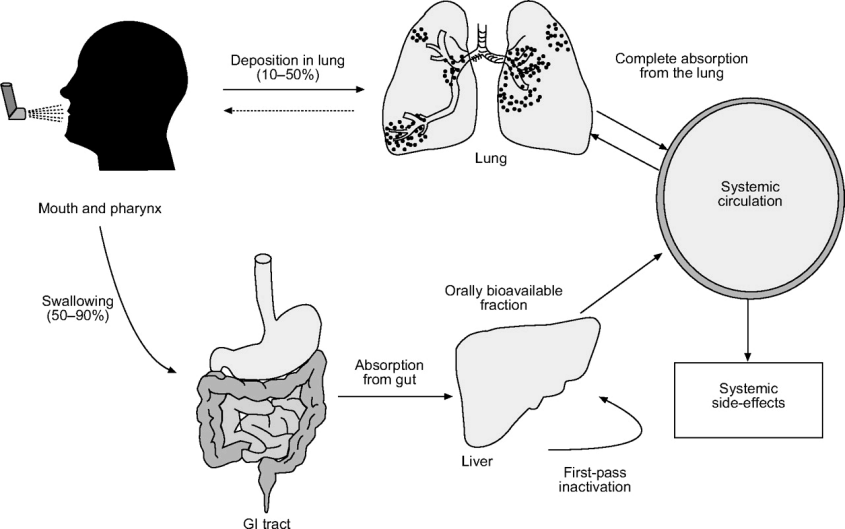 Deposition in lung
(10–50%)
Complete absorption
from the lung
Lung
Mouth and pharynx
Systemic
circulation
Swallowing
(50–90%)
Orally bioavailable
fraction
Absorption
from gut
Systemic
side-effects
Liver
First-pass
inactivation
GI tract